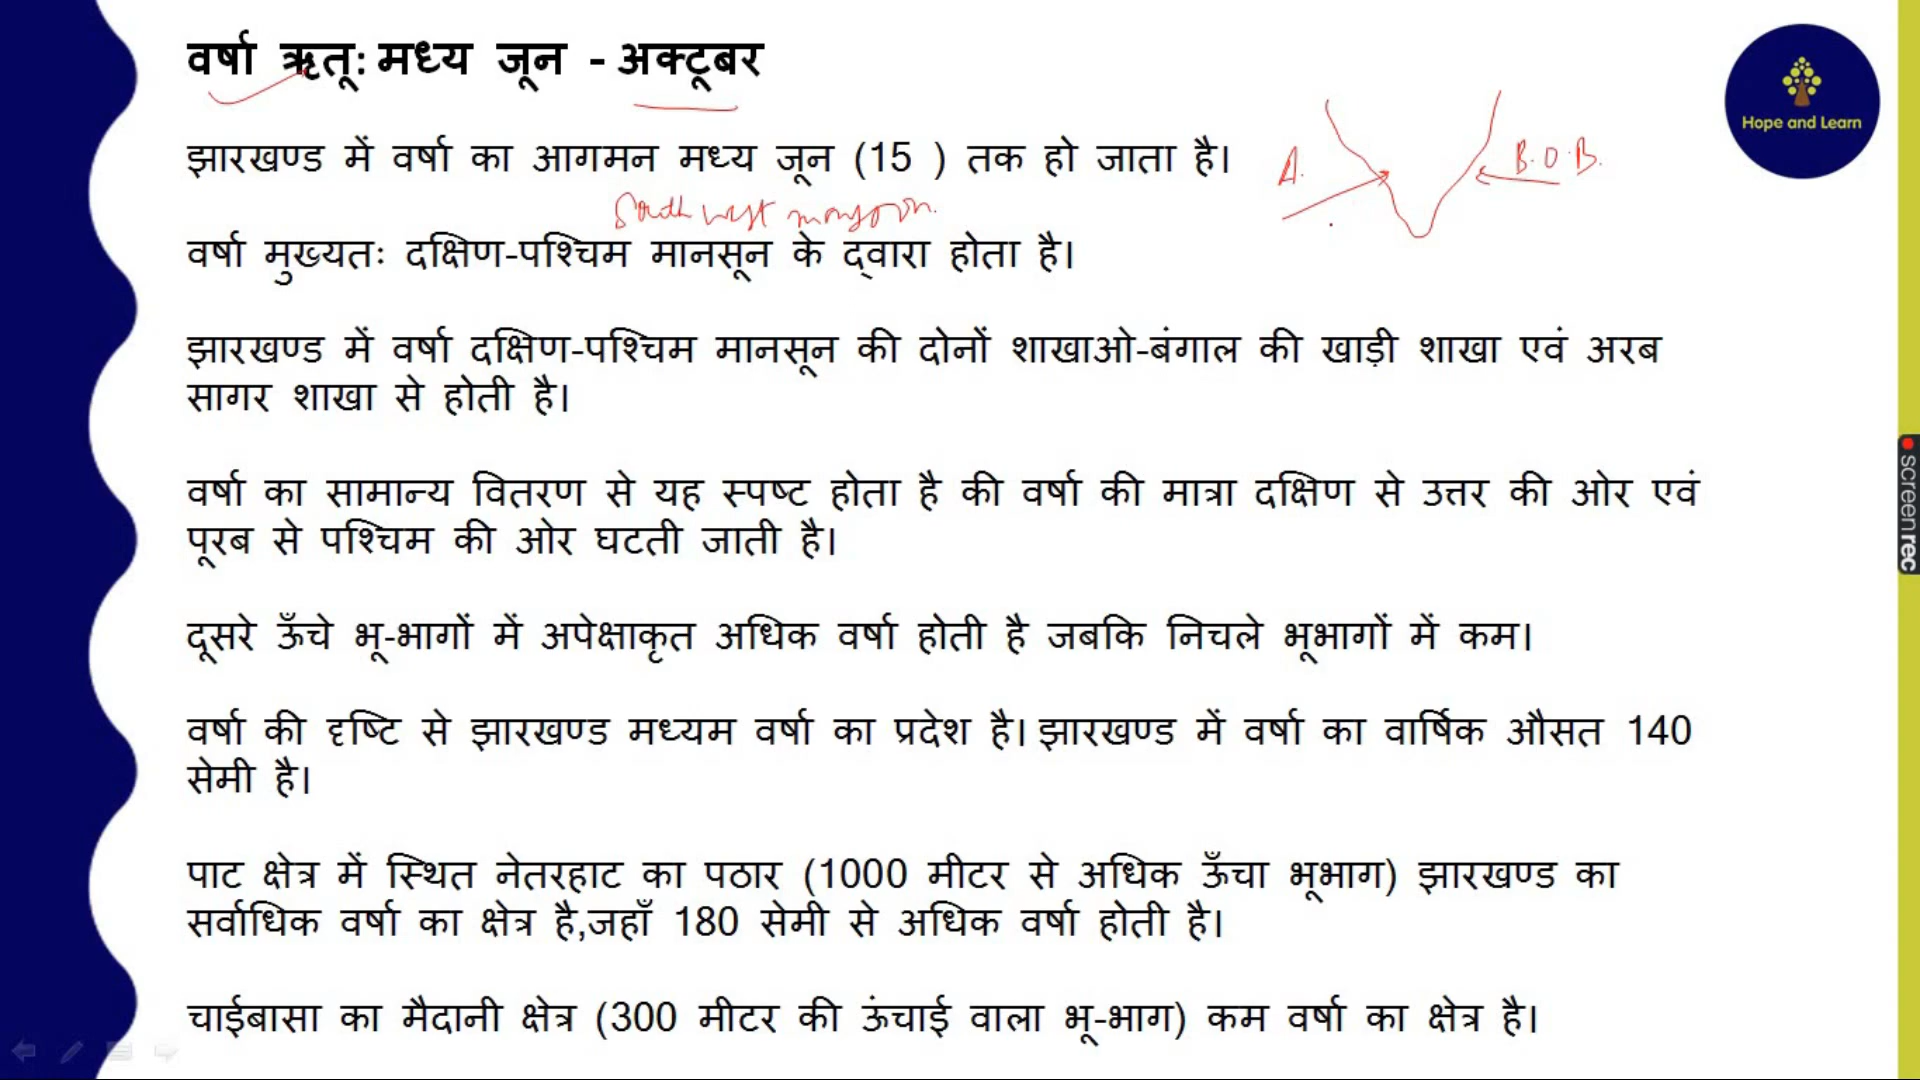 वर्षा ऋतू: मध्य जून - अक्टूबर
Hope and Learn
झारखण्ड में वर्षा का आगमन मध्य जून (15 ) तक हो जाता है।
A.
B.O.B.
South west monsoon.
वर्षा मुख्यतः दक्षिण-पश्चिम मानसून के द्वारा होता है।
झारखण्ड में वर्षा दक्षिण-पश्चिम मानसून की दोनों शाखाओ-बंगाल की खाड़ी शाखा एवं अरब
सागर शाखा से होती है।
वर्षा का सामान्य वितरण से यह स्पष्ट होता है की वर्षा की मात्रा दक्षिण से उत्तर की ओर एवं
पूरब से पश्चिम की ओर घटती जाती है।
दूसरे ऊँचे भू-भागों में अपेक्षाकृत अधिक वर्षा होती है जबकि निचले भूभागों में कम।
वर्षा की दृष्टि से झारखण्ड मध्यम वर्षा का प्रदेश है। झारखण्ड में वर्षा का वार्षिक औसत 140
सेमी है।
पाट क्षेत्र में स्थित नेतरहाट का पठार (1000 मीटर से अधिक ऊँचा भूभाग) झारखण्ड का
सर्वाधिक वर्षा का क्षेत्र है,जहाँ 180 सेमी से अधिक वर्षा होती है।
चाईबासा का मैदानी क्षेत्र (300 मीटर की ऊंचाई वाला भू-भाग) कम वर्षा का क्षेत्र है।
screenrec